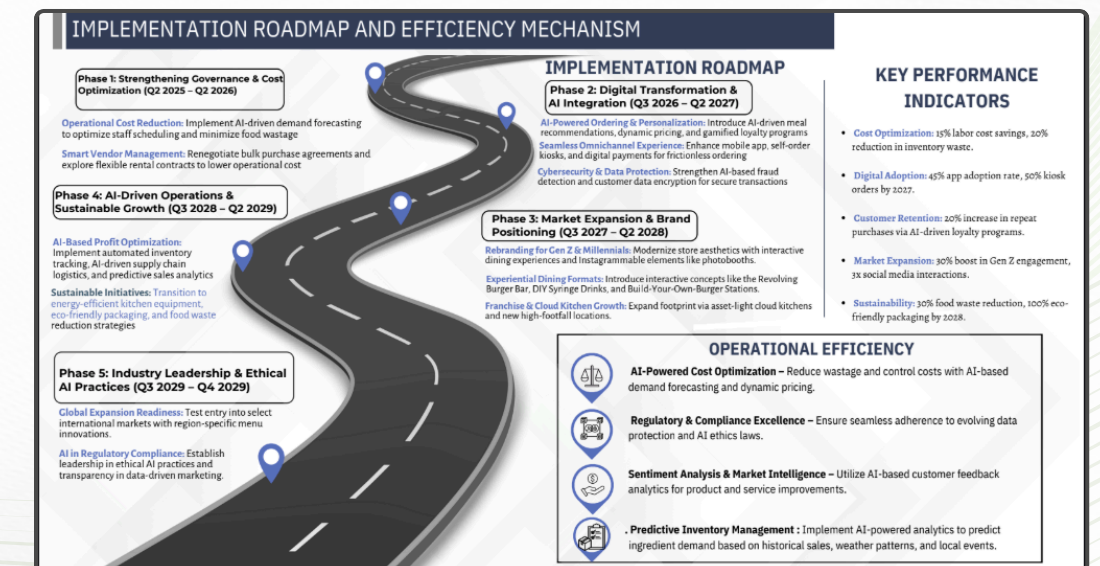 IMPLEMENTATION ROADMAP AND EFFICIENCY MECHANISM
Phase 1: Strengthening Governance & Cost
Optimization (Q2 2025 – Q2 2026)
Operational Cost Reduction: Implement AI-driven demand forecasting
to optimize staff scheduling and minimize food wastage
Smart Vendor Management: Renegotiate bulk purchase agreements and
explore flexible rental contracts to lower operational cost
IMPLEMENTATION ROADMAP
Phase 2: Digital Transformation &
AI Integration (Q3 2026 – Q2 2027)
AI-Powered Ordering & Personalization: Introduce AI-driven meal
recommendations, dynamic pricing, and gamified loyalty programs
Seamless Omnichannel Experience: Enhance mobile app, self-order
kiosks, and digital payments for frictionless ordering
Cybersecurity & Data Protection: Strengthen AI-based fraud
detection and customer data encryption for secure transactions
Phase 3: Market Expansion & Brand
Positioning (Q3 2027 – Q2 2028)
Rebranding for Gen Z & Millennials: Modernize store aesthetics with interactive
dining experiences and Instagrammable elements like photobooths.
Experiential Dining Formats: Introduce interactive concepts like the Revolving
Burger Bar, DIY Syringe Drinks, and Build-Your-Own-Burger Stations.
Franchise & Cloud Kitchen Growth: Expand footprint via asset-light cloud kitchens
and new high-footfall locations.
Phase 4: AI-Driven Operations &
Sustainable Growth (Q3 2028 – Q2 2029)
AI-Based Profit Optimization:
Implement automated inventory
tracking, AI-driven supply chain
logistics, and predictive sales analytics
Sustainable Initiatives: Transition to
energy-efficient kitchen equipment,
eco-friendly packaging, and food waste
reduction strategies
Phase 5: Industry Leadership & Ethical
AI Practices (Q3 2029 – Q4 2029)
Global Expansion Readiness: Test entry into select
international markets with region-specific menu
innovations.
AI in Regulatory Compliance: Establish
leadership in ethical AI practices and
transparency in data-driven marketing.
KEY PERFORMANCE
INDICATORS
• Cost Optimization: 15% labor cost savings, 20%
reduction in inventory waste.
• Digital Adoption: 45% app adoption rate, 50% kiosk
orders by 2027.
• Customer Retention: 20% increase in repeat
purchases via AI-driven loyalty programs.
• Market Expansion: 30% boost in Gen Z engagement,
3x social media interactions.
• Sustainability: 30% food waste reduction, 100% eco-
friendly packaging by 2028.
OPERATIONAL EFFICIENCY
AI-Powered Cost Optimization – Reduce wastage and control costs with AI-based
demand forecasting and dynamic pricing.
Regulatory & Compliance Excellence – Ensure seamless adherence to evolving data
protection and AI ethics laws.
Sentiment Analysis & Market Intelligence – Utilize AI-based customer feedback
analytics for product and service improvements.
. Predictive Inventory Management : Implement AI-powered analytics to predict
ingredient demand based on historical sales, weather patterns, and local events.